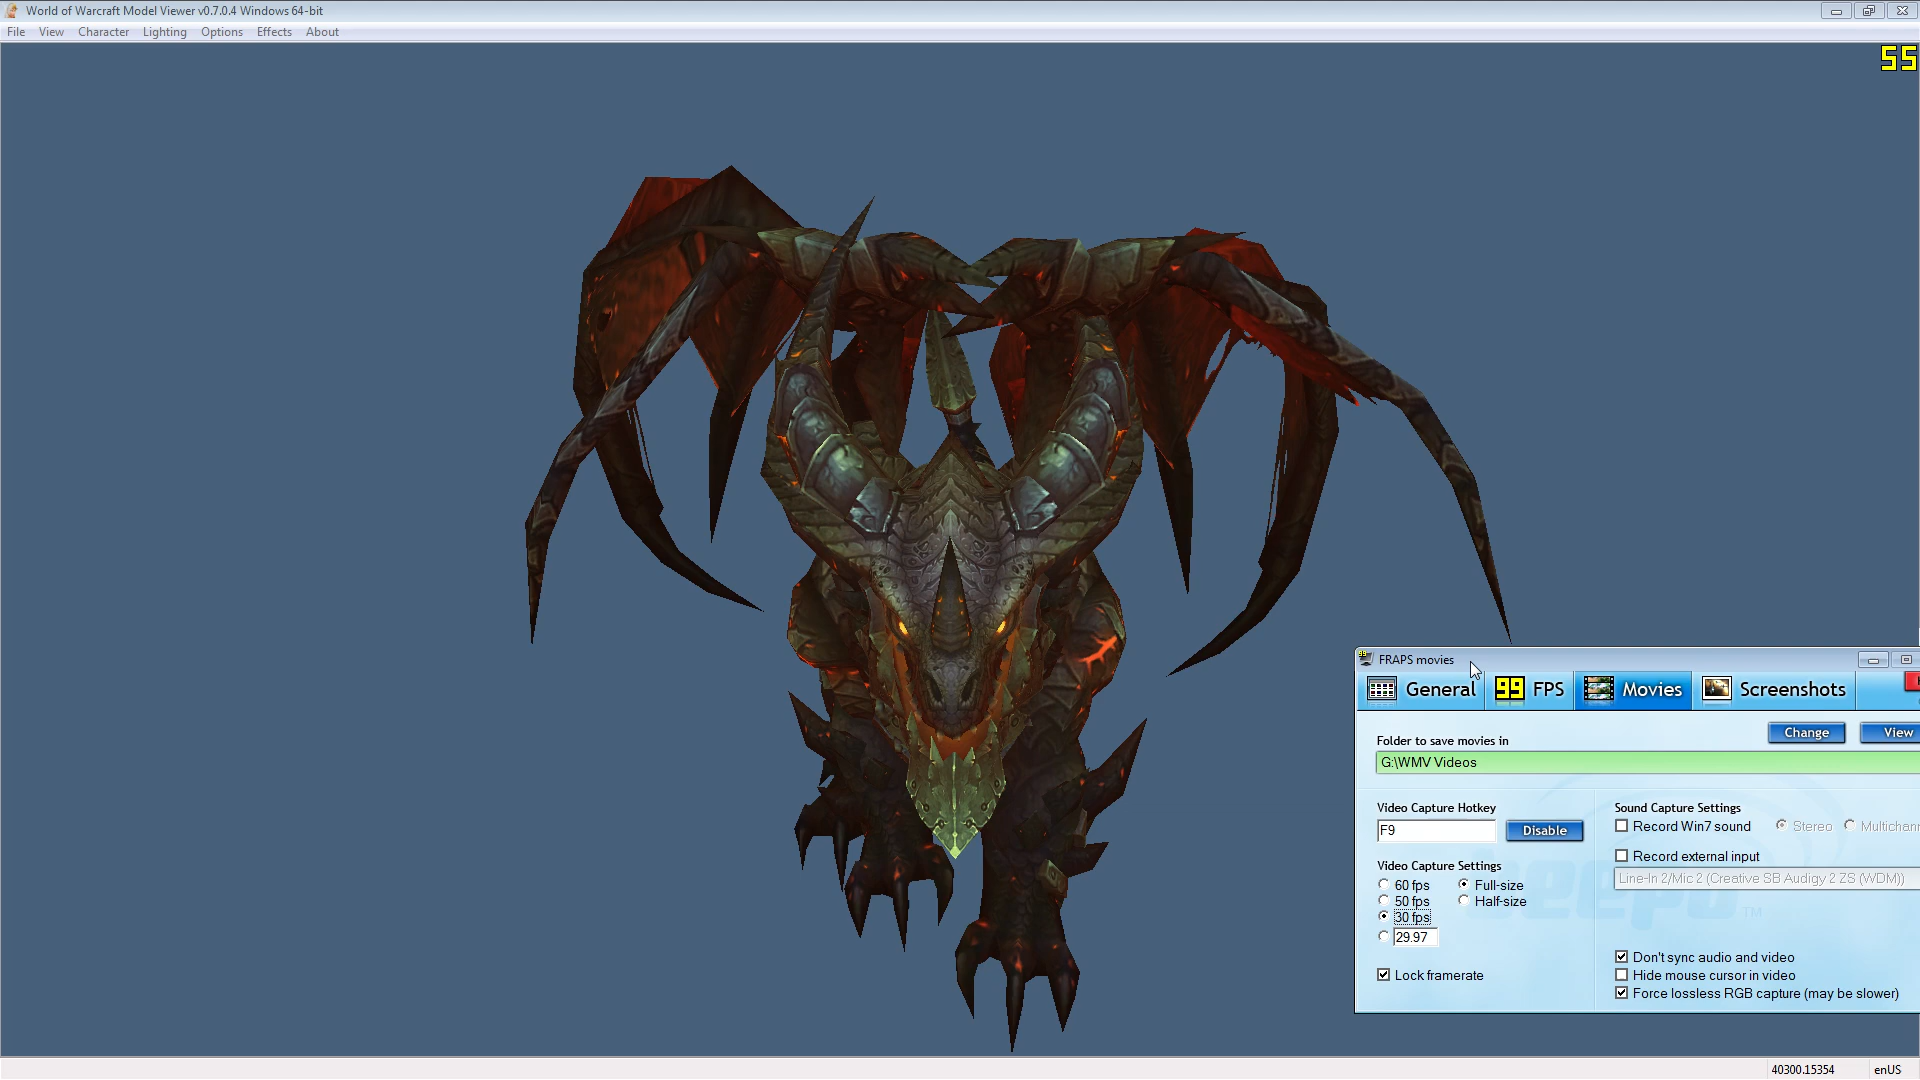 World of Warcraft Model Viewer v0.7.0.4 Windows 64-bit
File View Character Lighting Options Effects About
55
FRAPS movies
General 99 FPS Movies Screenshots
Folder to save movies in Change View
G:\WMV Videos
Video Capture Hotkey
F9 Disable
Video Capture Settings
60 fps Full-size
50 fps Half-size
30 fps
29.97
Lock framerate
Sound Capture Settings
Record Win7 sound Stereo Multichann
Record external input
Line-In 2/Mic 2 (Creative SB Audigy 2 ZS (WDM))
beepa TM
Don't sync audio and video
Hide mouse cursor in video
Force lossless RGB capture (may be slower)
40300.15354 enUS